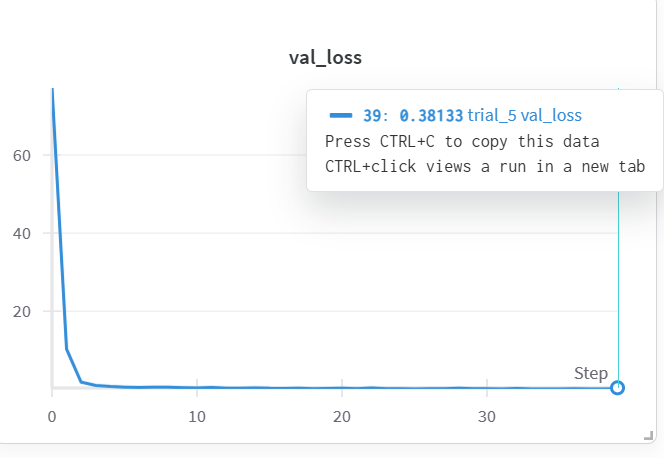 val_loss
39: 0.38133 trial_5 val_loss
Press CTRL+C to copy this data
CTRL+click views a run in a new tab
60
40
20
Step
0 10 20 30